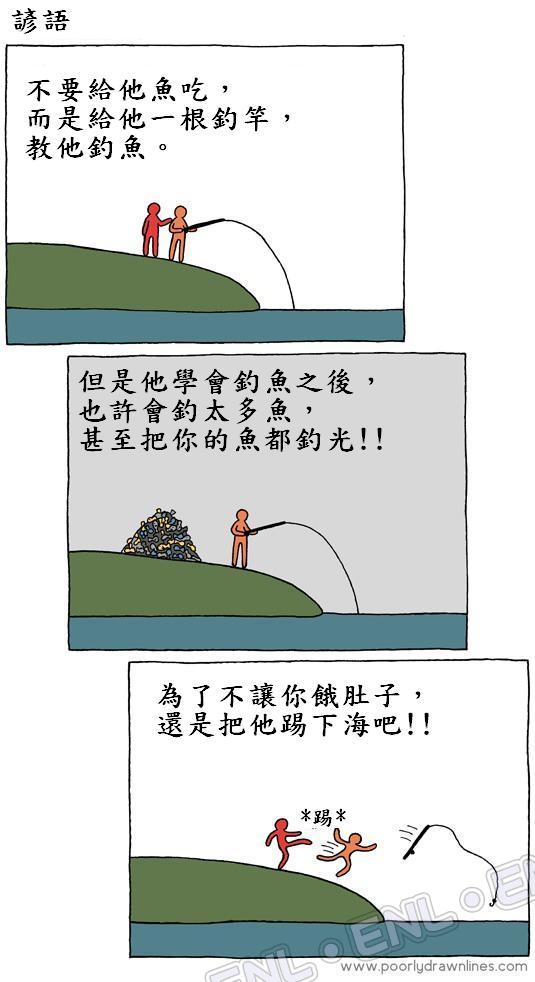 諺語
不要給他魚吃，
而是給他一根釣竿，
教他釣魚。
但是他學會釣魚之後，
也許會釣太多魚，
甚至把你的魚都釣光!!
為了不讓你餓肚子，
還是把他踢下海吧!!
*踢*
ENL • ENL • EN
www.poorlydrawnlines.com